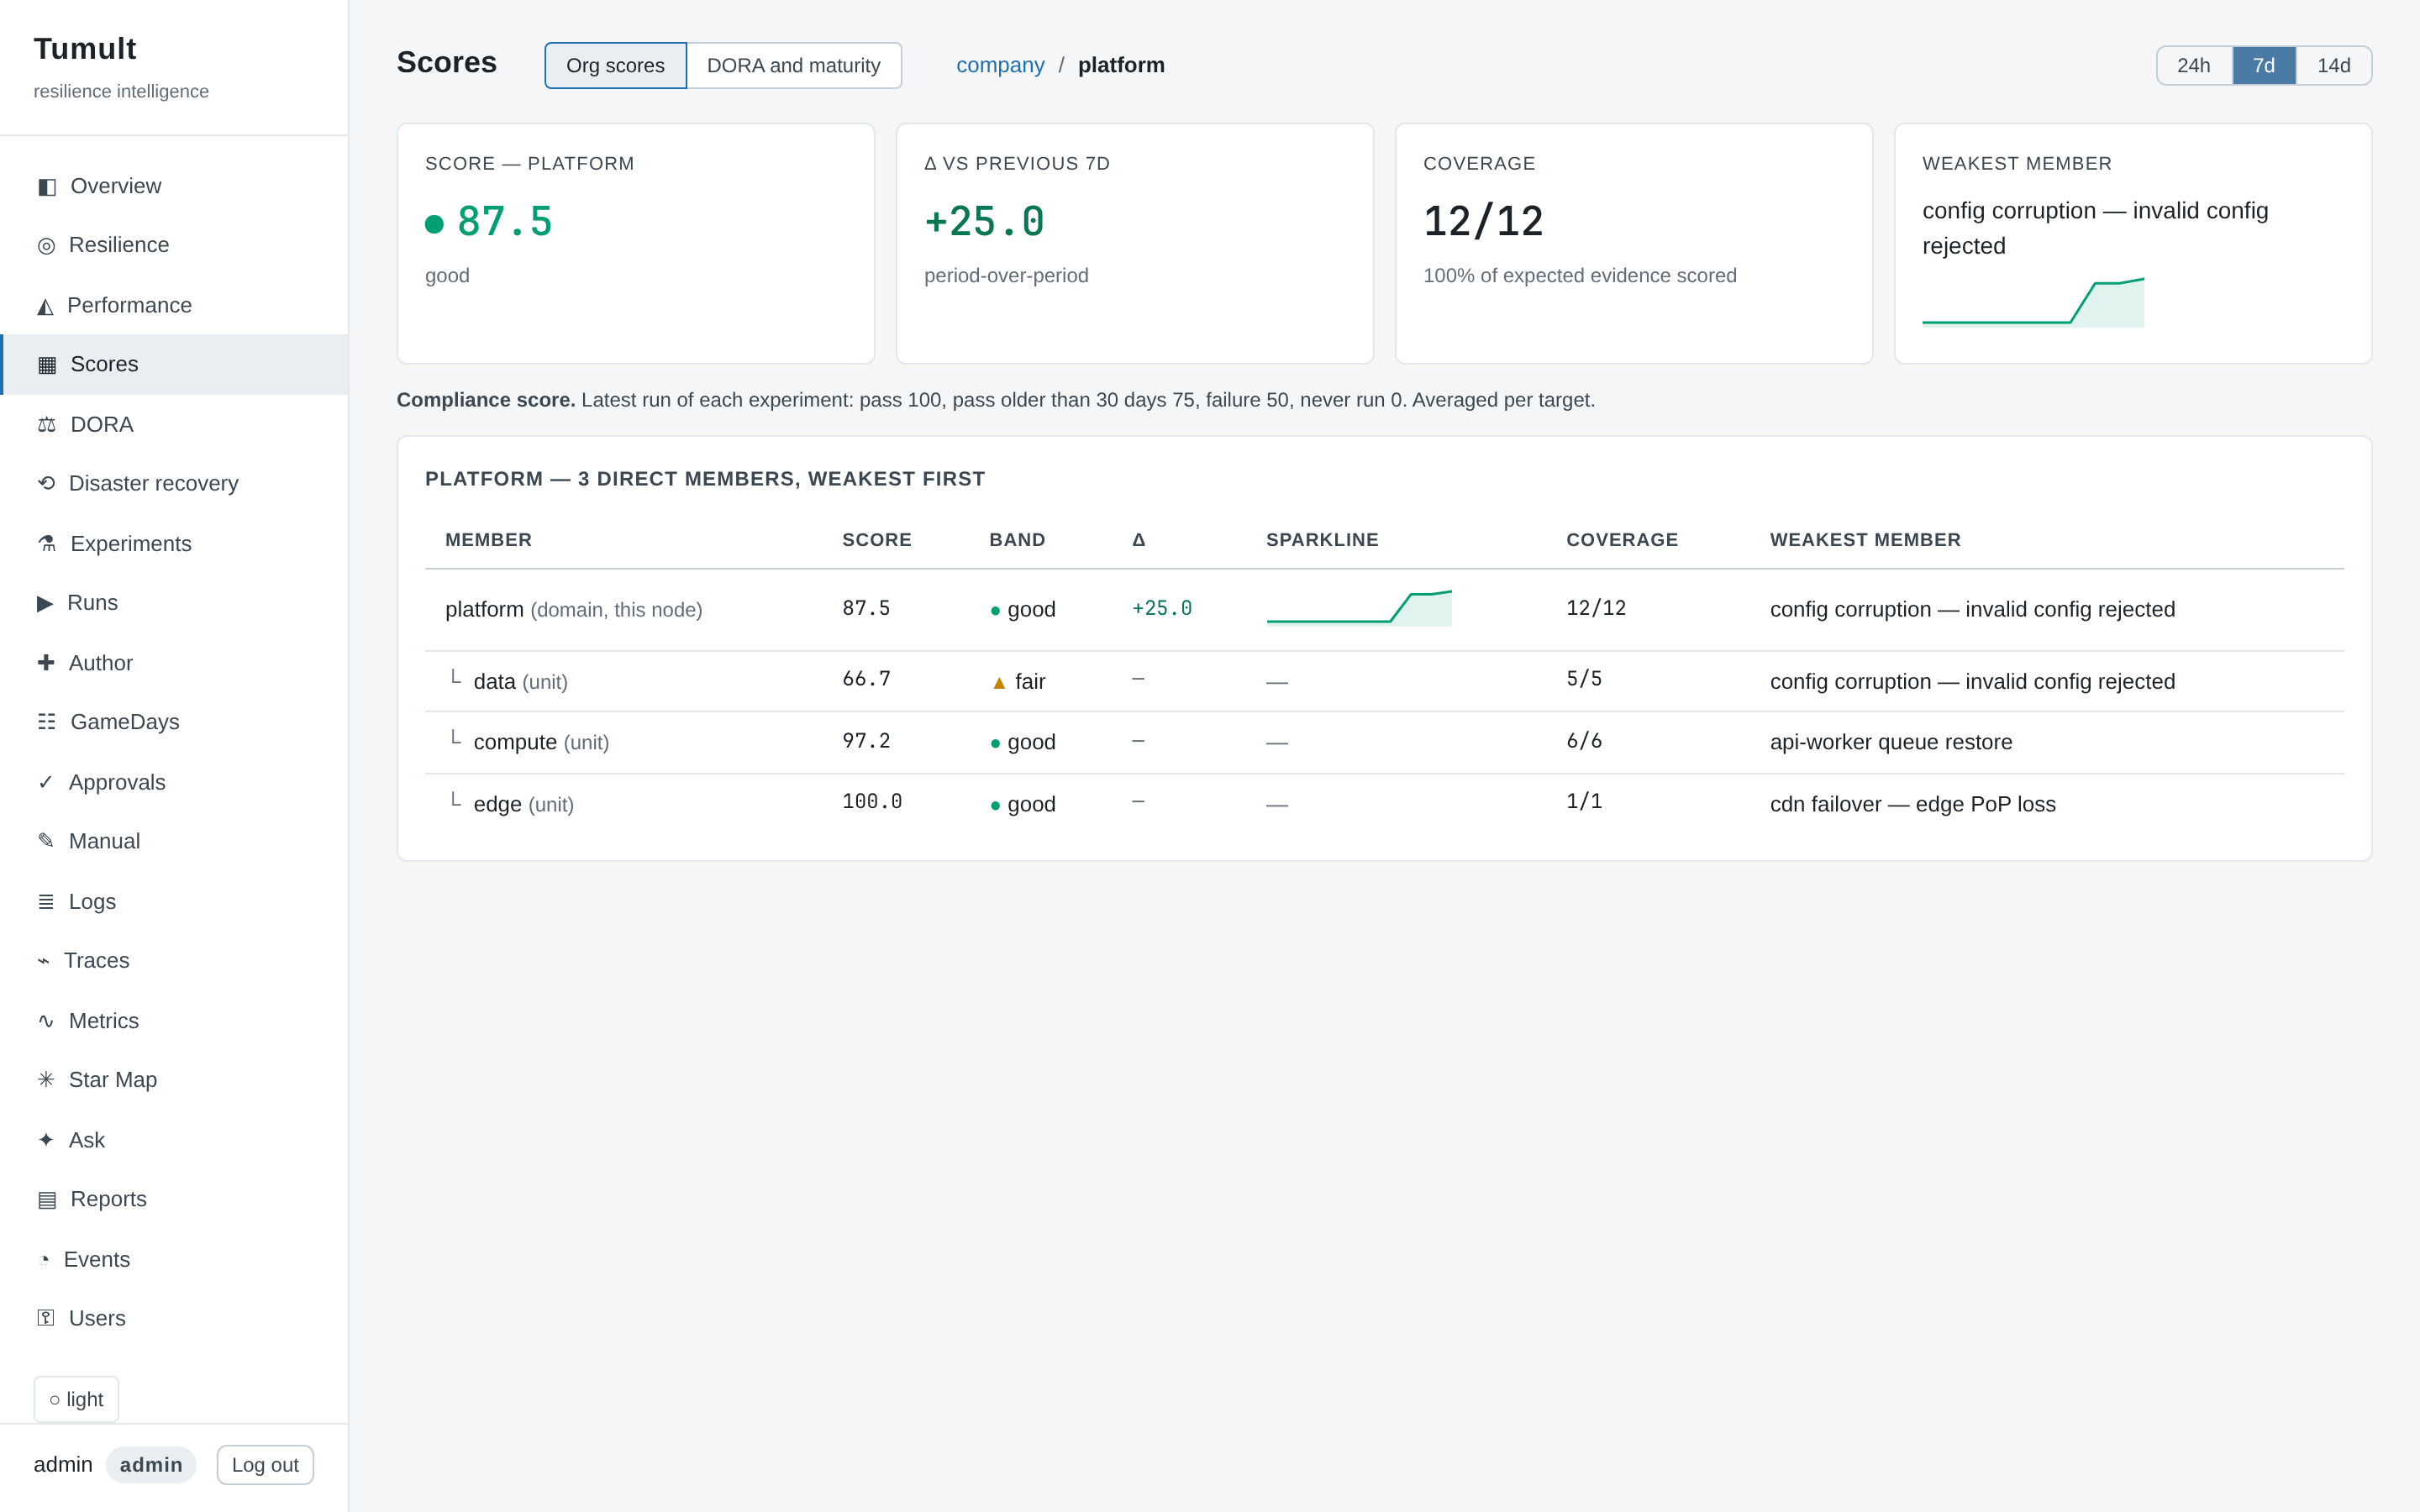 Tumult
resilience intelligence
Overview
Resilience
Performance
Scores
DORA
Disaster recovery
Experiments
Runs
Author
GameDays
Approvals
Manual
Logs
Traces
Metrics
Star Map
Ask
Reports
Events
Users
○ light
admin admin Log out
Scores Org scores DORA and maturity company / platform 24h 7d 14d
SCORE — PLATFORM
87.5
good
Δ VS PREVIOUS 7D
+25.0
period-over-period
COVERAGE
12/12
100% of expected evidence scored
WEAKEST MEMBER
config corruption — invalid config
rejected
Compliance score. Latest run of each experiment: pass 100, pass older than 30 days 75, failure 50, never run 0. Averaged per target.
PLATFORM — 3 DIRECT MEMBERS, WEAKEST FIRST
MEMBER SCORE BAND Δ SPARKLINE COVERAGE WEAKEST MEMBER
platform (domain, this node) 87.5 ● good +25.0 12/12 config corruption — invalid config rejected
└ data (unit) 66.7 ▲ fair — — 5/5 config corruption — invalid config rejected
└ compute (unit) 97.2 ● good — — 6/6 api-worker queue restore
└ edge (unit) 100.0 ● good — — 1/1 cdn failover — edge PoP loss